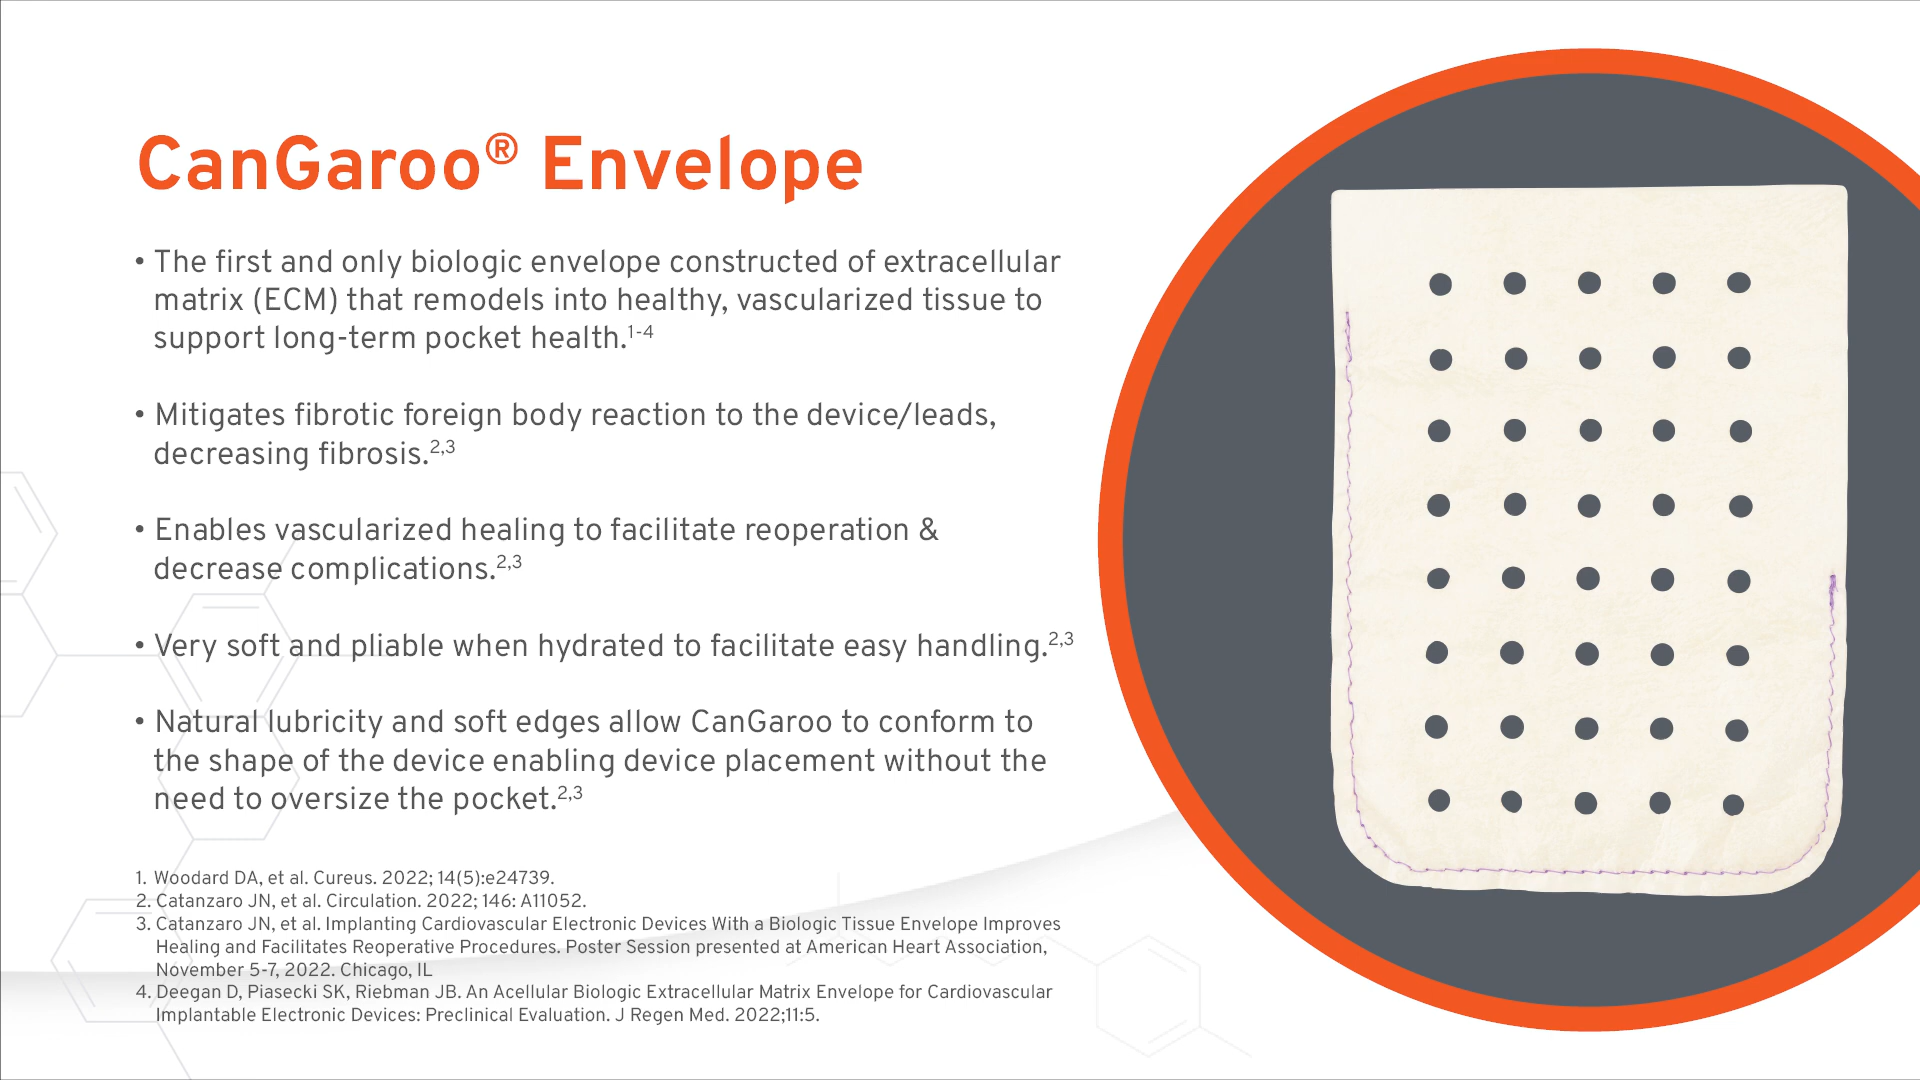 CanGaroo® Envelope
• The first and only biologic envelope constructed of extracellular
matrix (ECM) that remodels into healthy, vascularized tissue to
support long-term pocket health.1-4
• Mitigates fibrotic foreign body reaction to the device/leads,
decreasing fibrosis.2,3
• Enables vascularized healing to facilitate reoperation &
decrease complications.2,3
• Very soft and pliable when hydrated to facilitate easy handling.2,3
• Natural lubricity and soft edges allow CanGaroo to conform to
the shape of the device enabling device placement without the
need to oversize the pocket.2,3
1. Woodard DA, et al. Cureus. 2022; 14(5):e24739.
2. Catanzaro JN, et al. Circulation. 2022; 146: A11052.
3. Catanzaro JN, et al. Implanting Cardiovascular Electronic Devices With a Biologic Tissue Envelope Improves
Healing and Facilitates Reoperative Procedures. Poster Session presented at American Heart Association,
November 5-7, 2022. Chicago, IL
4. Deegan D, Piasecki SK, Riebman JB. An Acellular Biologic Extracellular Matrix Envelope for Cardiovascular
Implantable Electronic Devices: Preclinical Evaluation. J Regen Med. 2022;11:5.